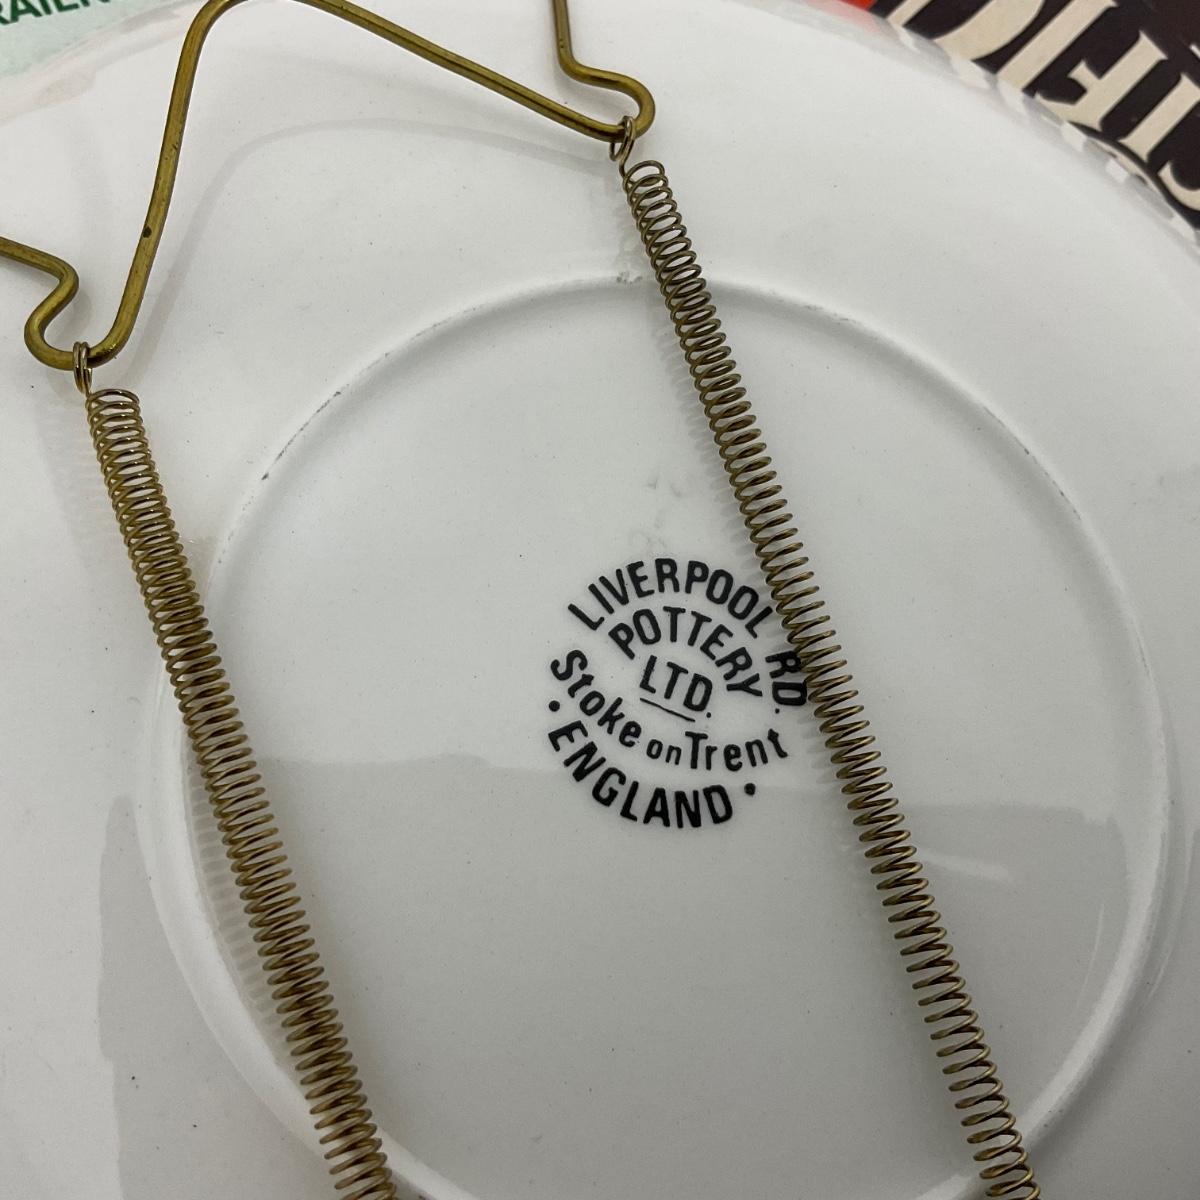 LIVERPOOL RD.
POTTERY
LTD.
Stoke on Trent
• ENGLAND •